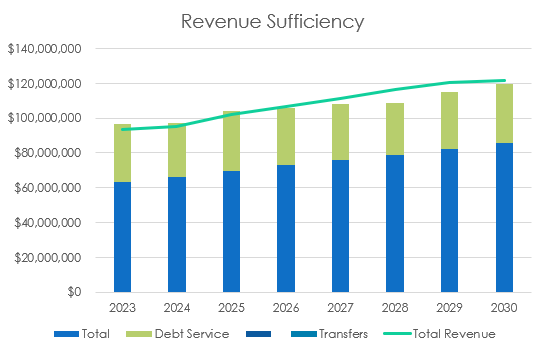 Revenue Sufficiency
$140,000,000
$120,000,000
$100,000,000
$80,000,000
$60,000,000
$40,000,000
$20,000,000
$0
2023 2024 2025 2026 2027 2028 2029 2030
Total Debt Service Transfers Total Revenue